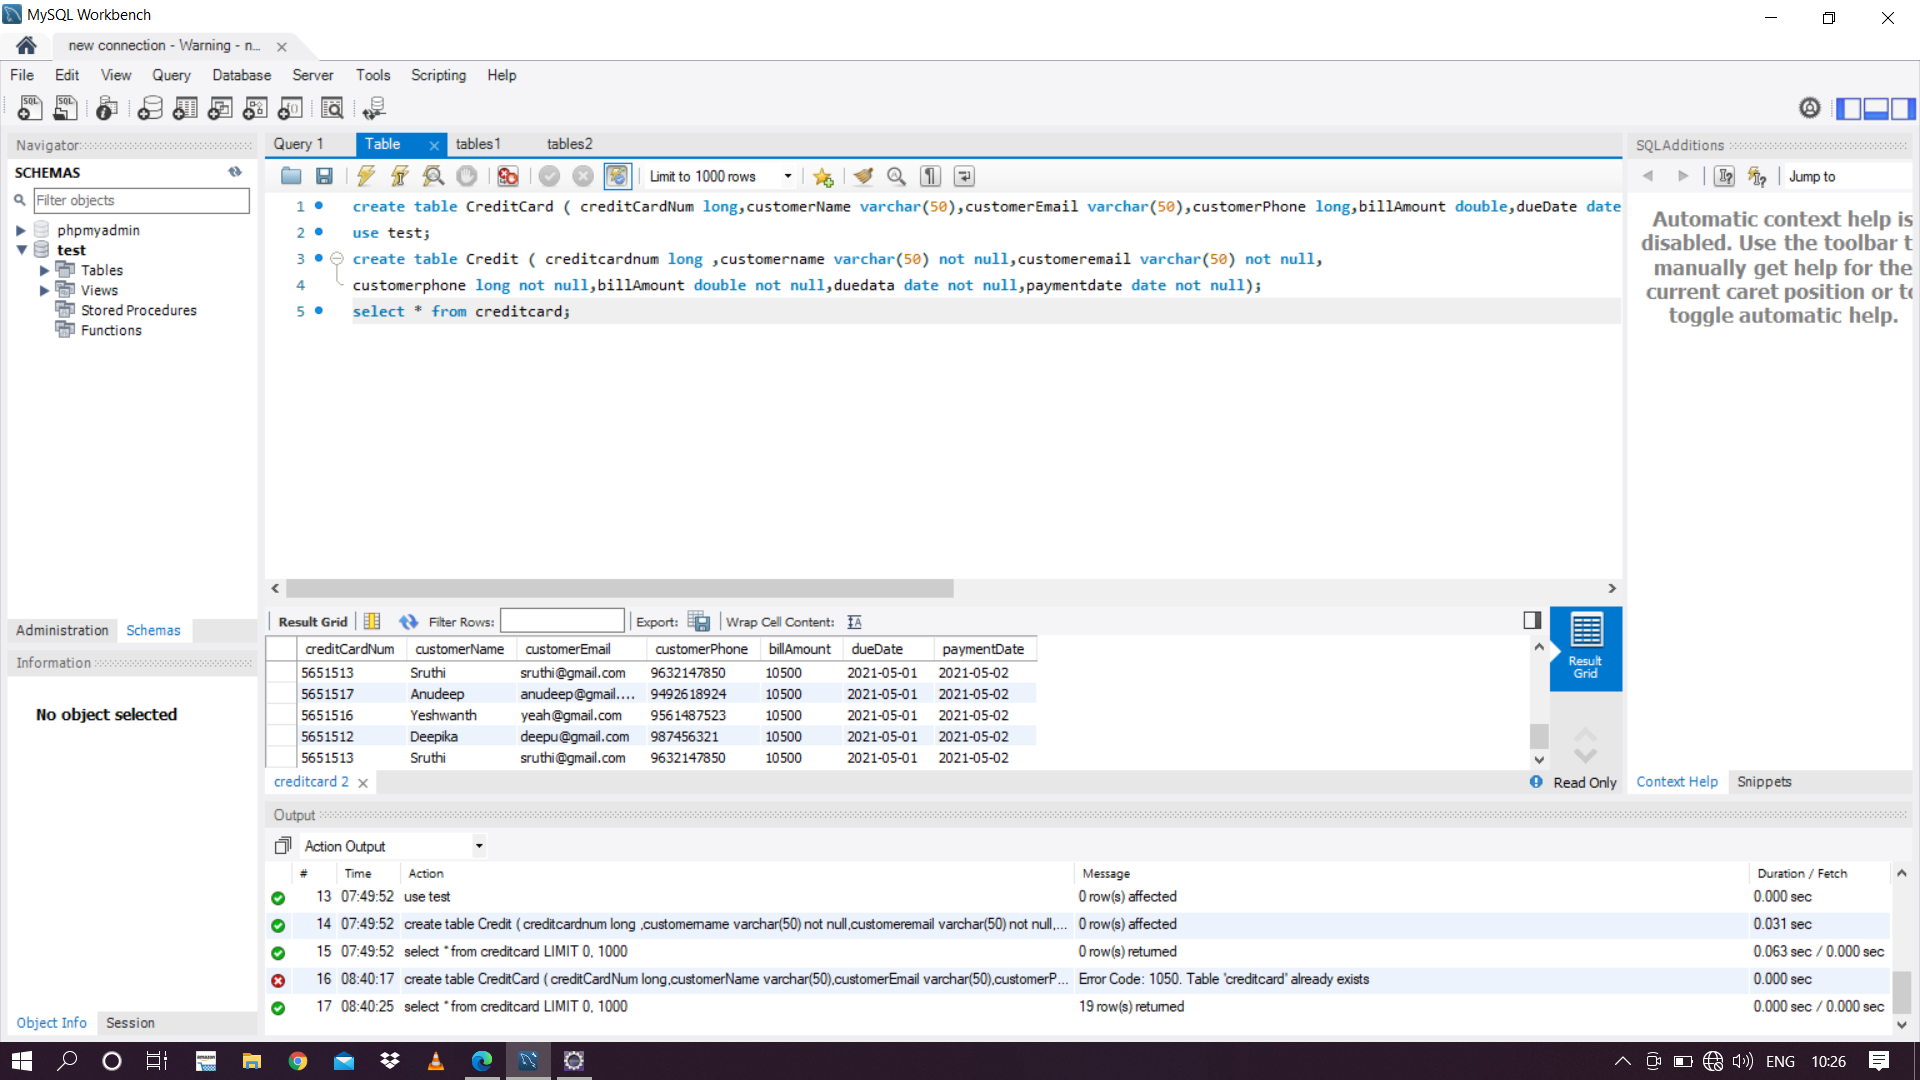 MySQL Workbench
new connection - Warning - n...
File Edit View Query Database Server Tools Scripting Help
Navigator
SCHEMAS
Filter objects
phpmyadmin
test
Tables
Views
Stored Procedures
Functions
Administration Schemas
Information
No object selected
Object Info Session
Query 1 Table tables1 tables2
Limit to 1000 rows
1 create table CreditCard ( creditCardNum long,customerName varchar(50),customerEmail varchar(50),customerPhone long,billAmount double,dueDate date
2 use test;
3 create table Credit ( creditcardnum long ,customername varchar(50) not null,customeremail varchar(50) not null,
4 customerphone long not null,billAmount double not null,duedata date not null,paymentdate date not null);
5 select * from creditcard;
Result Grid Filter Rows: Export: Wrap Cell Content:
creditCardNum customerName customerEmail customerPhone billAmount dueDate paymentDate
5651513 Sruthi sruthi@gmail.com 9632147850 10500 2021-05-01 2021-05-02
5651517 Anudeep anudeep@gmail.... 9492618924 10500 2021-05-01 2021-05-02
5651516 Yeshwanth yeah@gmail.com 9561487523 10500 2021-05-01 2021-05-02
5651512 Deepika deepu@gmail.com 987456321 10500 2021-05-01 2021-05-02
5651513 Sruthi sruthi@gmail.com 9632147850 10500 2021-05-01 2021-05-02
Result
Grid
creditcard 2
Read Only
SQLAdditions
Jump to
Automatic context help is
disabled. Use the toolbar t
manually get help for the
current caret position or to
toggle automatic help.
Context Help Snippets
Output
Action Output
# Time Action Message Duration / Fetch
13 07:49:52 use test 0 row(s) affected 0.000 sec
14 07:49:52 create table Credit ( creditcardnum long ,customername varchar(50) not null,customeremail varchar(50) not null,... 0 row(s) affected 0.031 sec
15 07:49:52 select * from creditcard LIMIT 0, 1000 0 row(s) returned 0.063 sec / 0.000 sec
16 08:40:17 create table CreditCard ( creditCardNum long,customerName varchar(50),customerEmail varchar(50),customerP... Error Code: 1050. Table 'creditcard' already exists 0.000 sec
17 08:40:25 select * from creditcard LIMIT 0, 1000 19 row(s) returned 0.000 sec / 0.000 sec
ENG 10:26